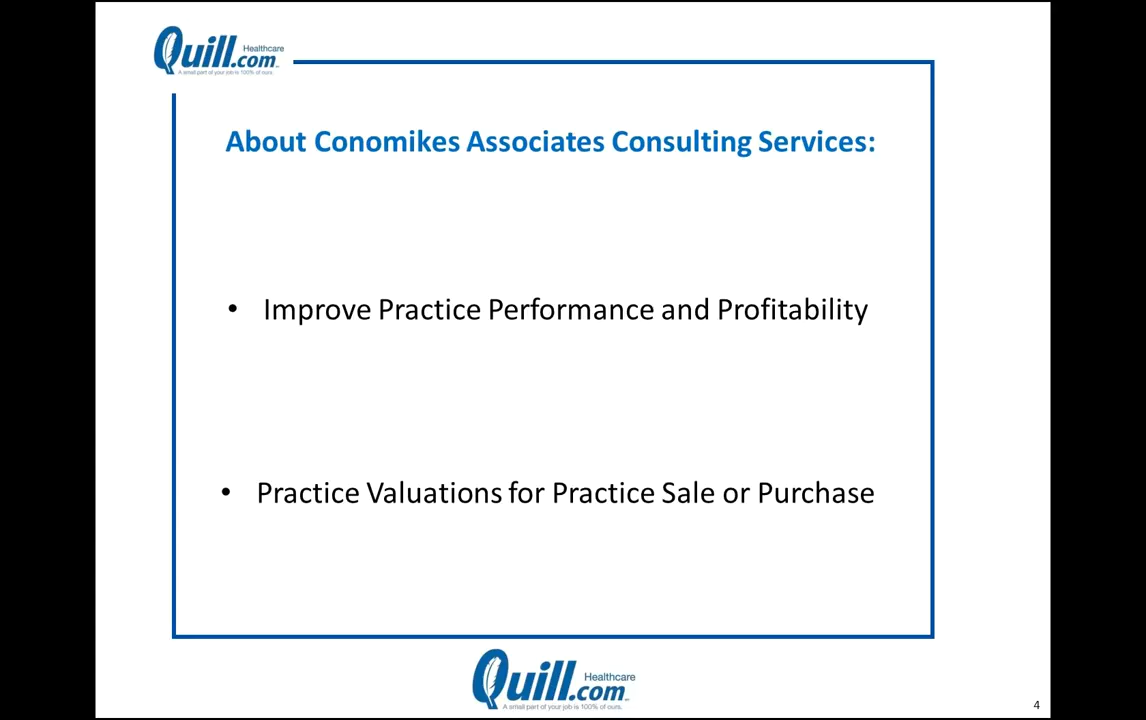 Quill.com Healthcare
A small part of your job is 100% of ours.
About Conomikes Associates Consulting Services:
• Improve Practice Performance and Profitability
• Practice Valuations for Practice Sale or Purchase
Quill.com Healthcare
A small part of your job is 100% of ours.
4